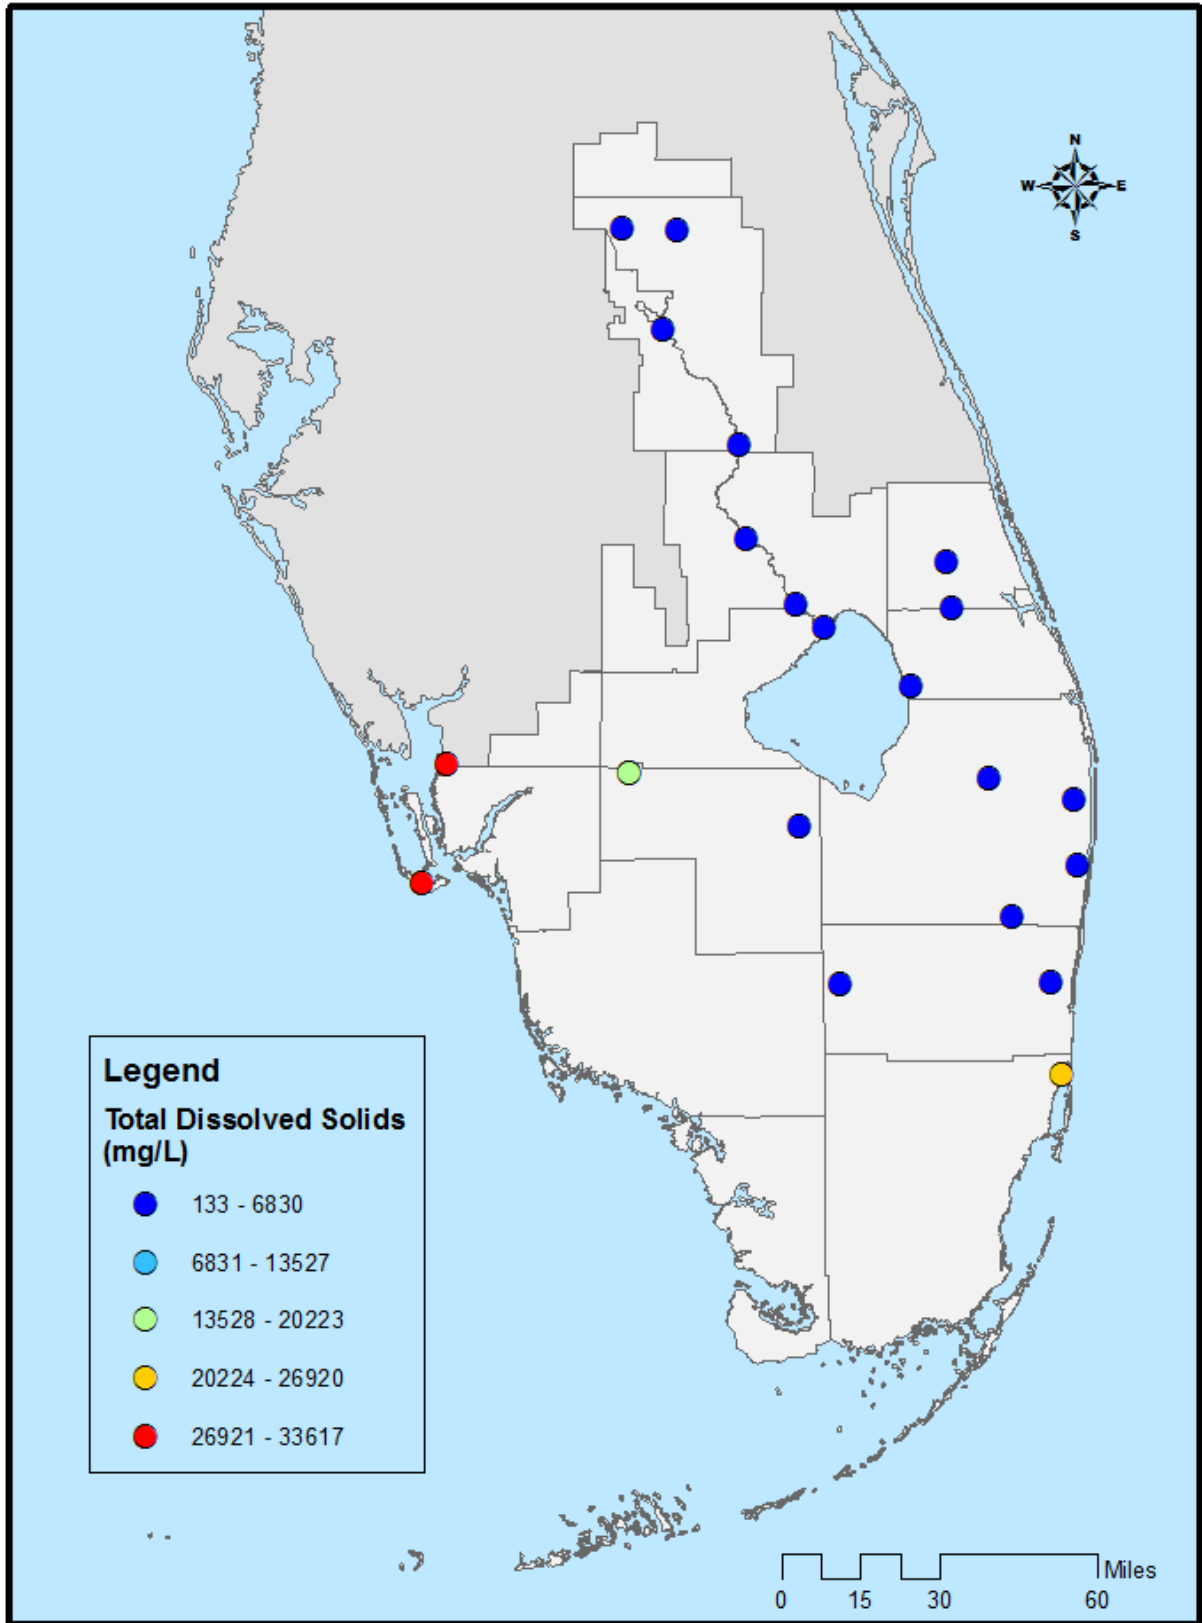 N
W E
S
Legend
Total Dissolved Solids
(mg/L)
133 - 6830
6831 - 13527
13528 - 20223
20224 - 26920
26921 - 33617
Miles
0 15 30 60